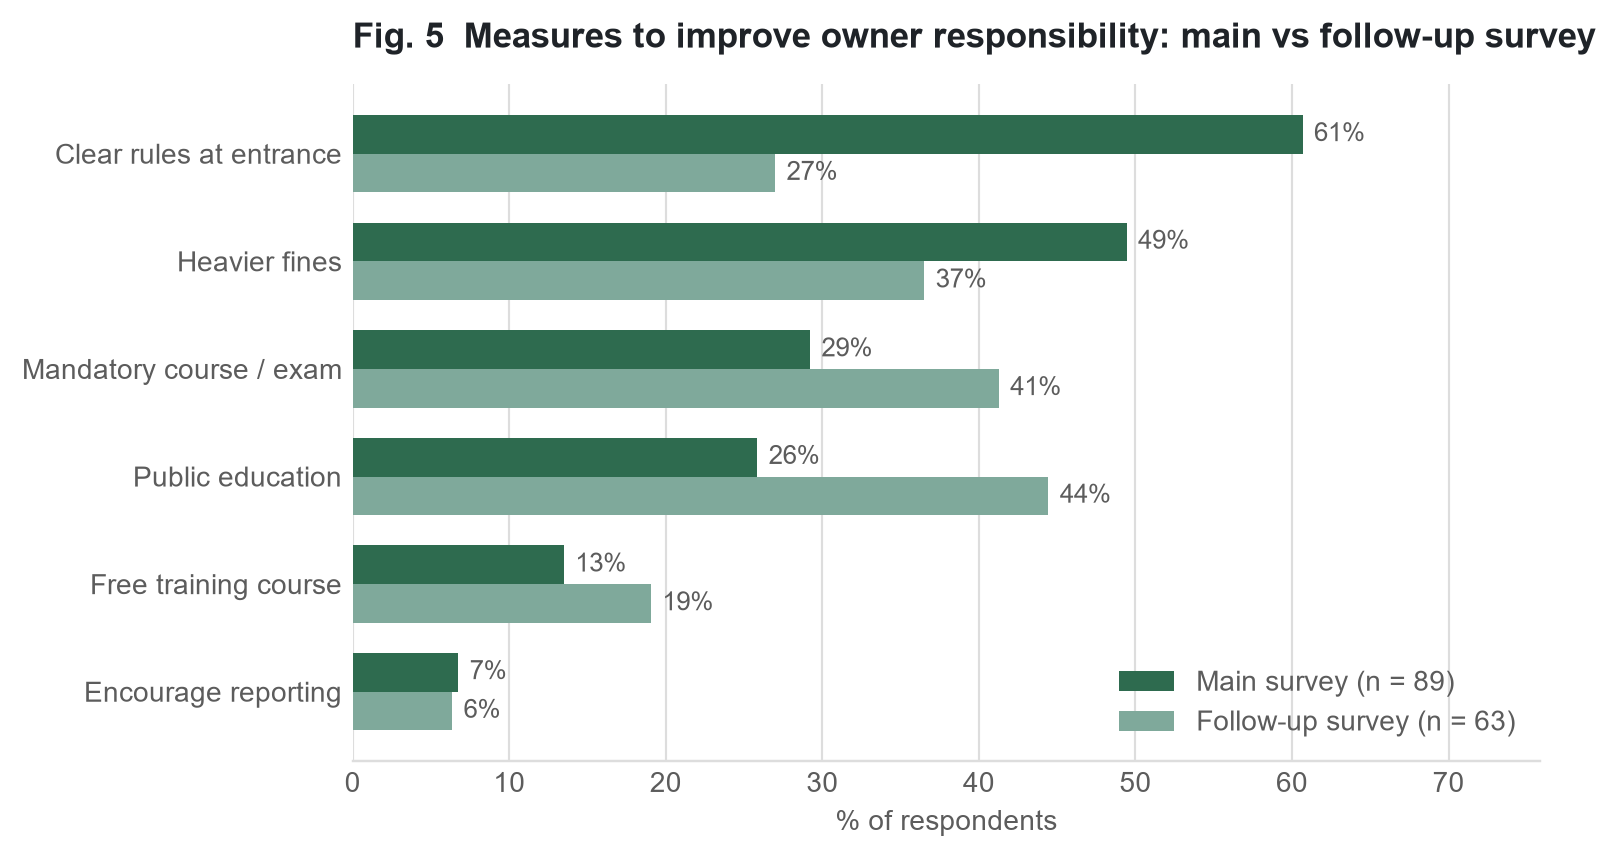 Fig. 5  Measures to improve owner responsibility: main vs follow-up survey
Clear rules at entrance
61%
27%
Heavier fines
49%
37%
Mandatory course / exam
29%
41%
Public education
26%
44%
Free training course
13%
19%
Encourage reporting
7%
6%
Main survey (n = 89)
Follow-up survey (n = 63)
0 10 20 30 40 50 60 70
% of respondents